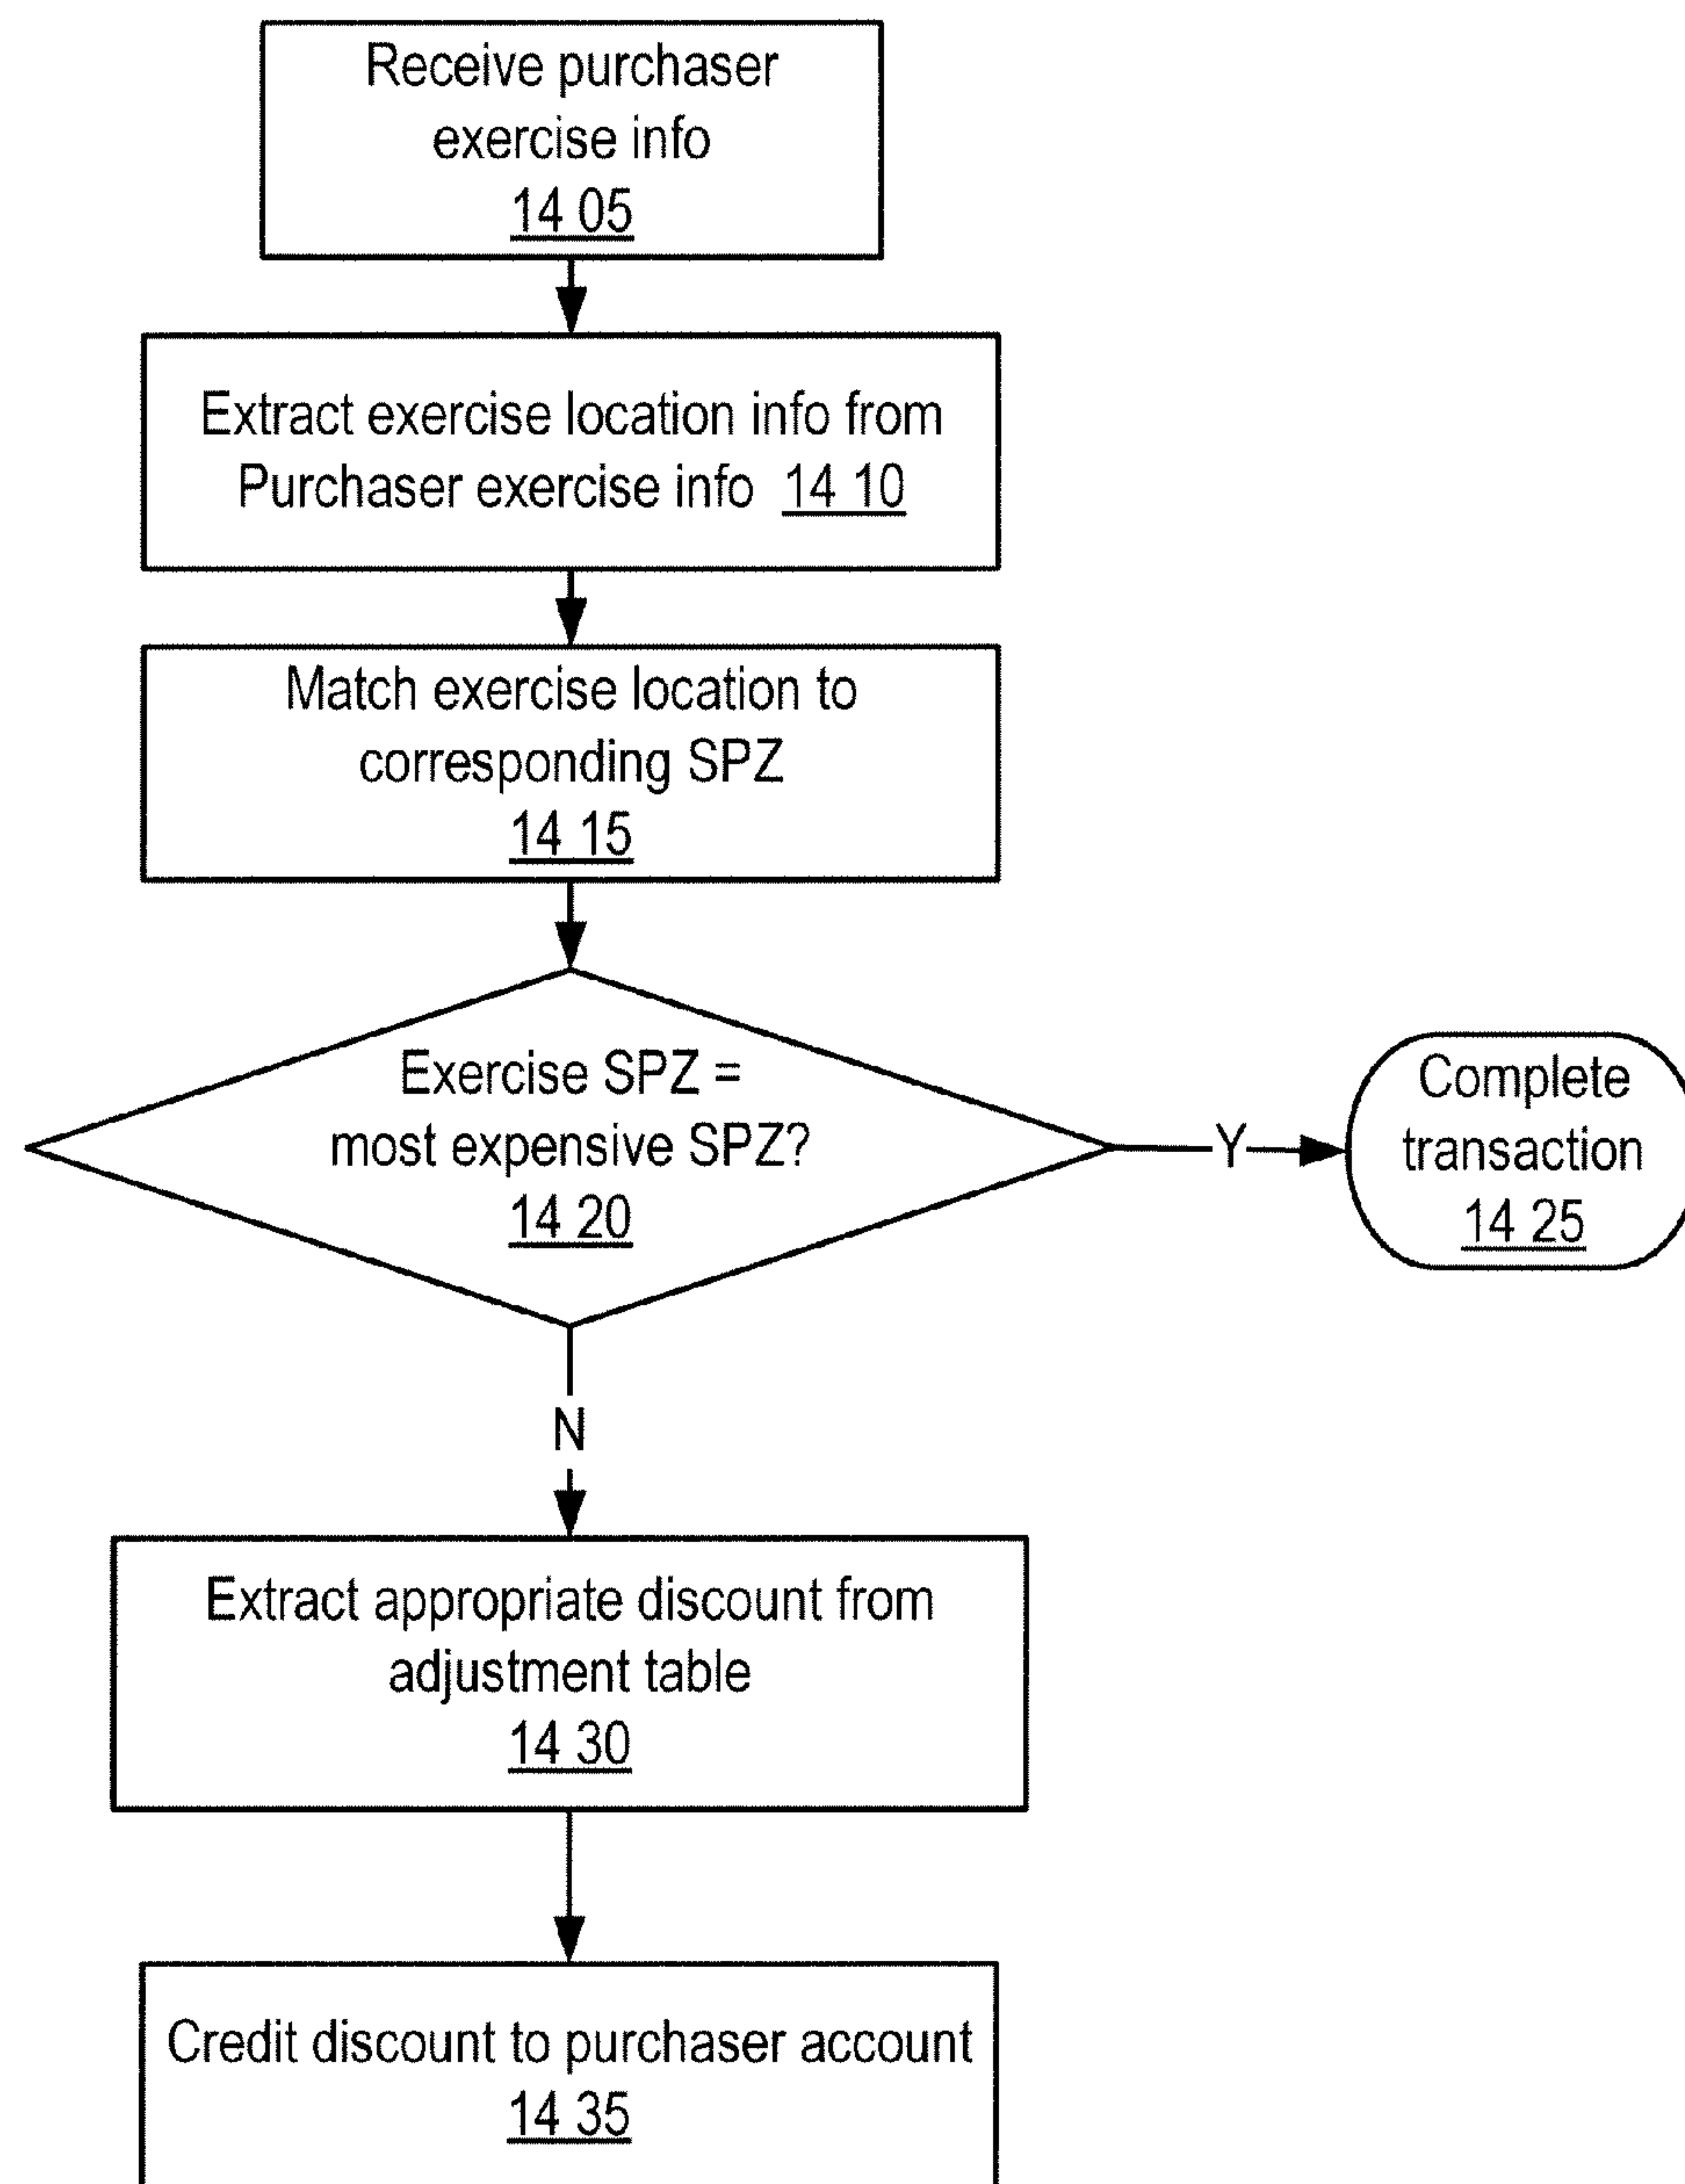 Receive purchaser
exercise info
14 05
Extract exercise location info from
Purchaser exercise info 14 10
Match exercise location to
corresponding SPZ
14 15
Exercise SPZ =
most expensive SPZ?
14 20
Y
Complete
transaction
14 25
N
Extract appropriate discount from
adjustment table
14 30
Credit discount to purchaser account
14 35